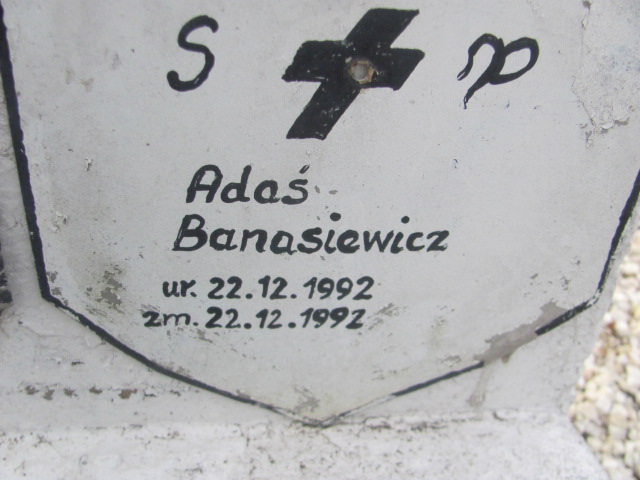 S p
Adaś
Banasiewicz
ur. 22.12.1992
zm. 22.12.1992